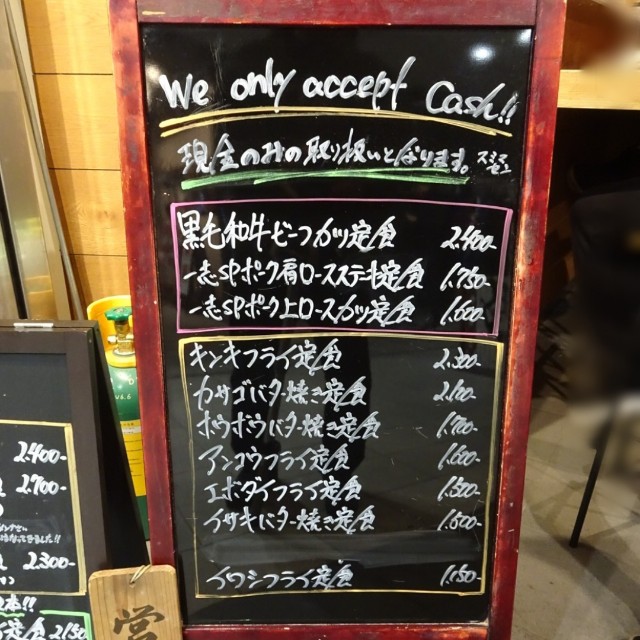 We only accept Cash!!
現金のみの取り扱いとなります。スミマセン
黒毛和牛ビーフカツ定食 2.400-
一志SPポーク肩ロースステーキ定食 1.750-
一志SPポーク上ロースカツ定食 1.600-
キンキフライ定食 2.300-
カサゴバター焼き定食 2.100-
ホウボウバター焼き定食 1.700-
アンコウフライ定食 1.600-
エボダイフライ定食 1.500-
イサキバター焼き定食 1.500-
イワシフライ定食 1.150-
2.400-
2.700-
2.300-
定食 2150
営